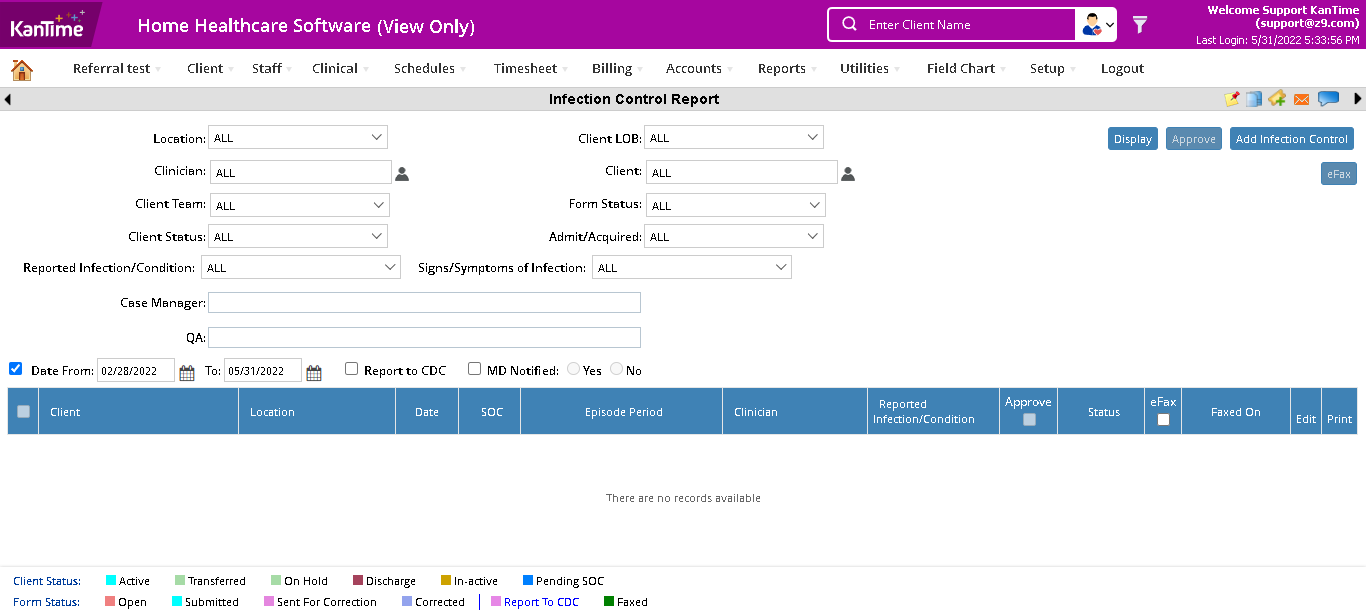 KanTime
Home Healthcare Software (View Only)
Enter Client Name
Welcome Support KanTime
(support@z9.com)
Last Login: 5/31/2022 5:33:56 PM
Referral test Client Staff Clinical Schedules Timesheet Billing Accounts Reports Utilities Field Chart Setup Logout
Infection Control Report
Location: ALL Client LOB: ALL Display Approve Add Infection Control
Clinician: ALL Client: ALL eFax
Client Team: ALL Form Status: ALL
Client Status: ALL Admit/Acquired: ALL
Reported Infection/Condition: ALL Signs/Symptoms of Infection: ALL
Case Manager:
QA:
Date From: 02/28/2022 To: 05/31/2022 Report to CDC MD Notified: Yes No
Client Location Date SOC Episode Period Clinician Reported Infection/Condition Approve Status eFax Faxed On Edit Print
There are no records available
Client Status: Active Transferred On Hold Discharge In-active Pending SOC
Form Status: Open Submitted Sent For Correction Corrected Report To CDC Faxed